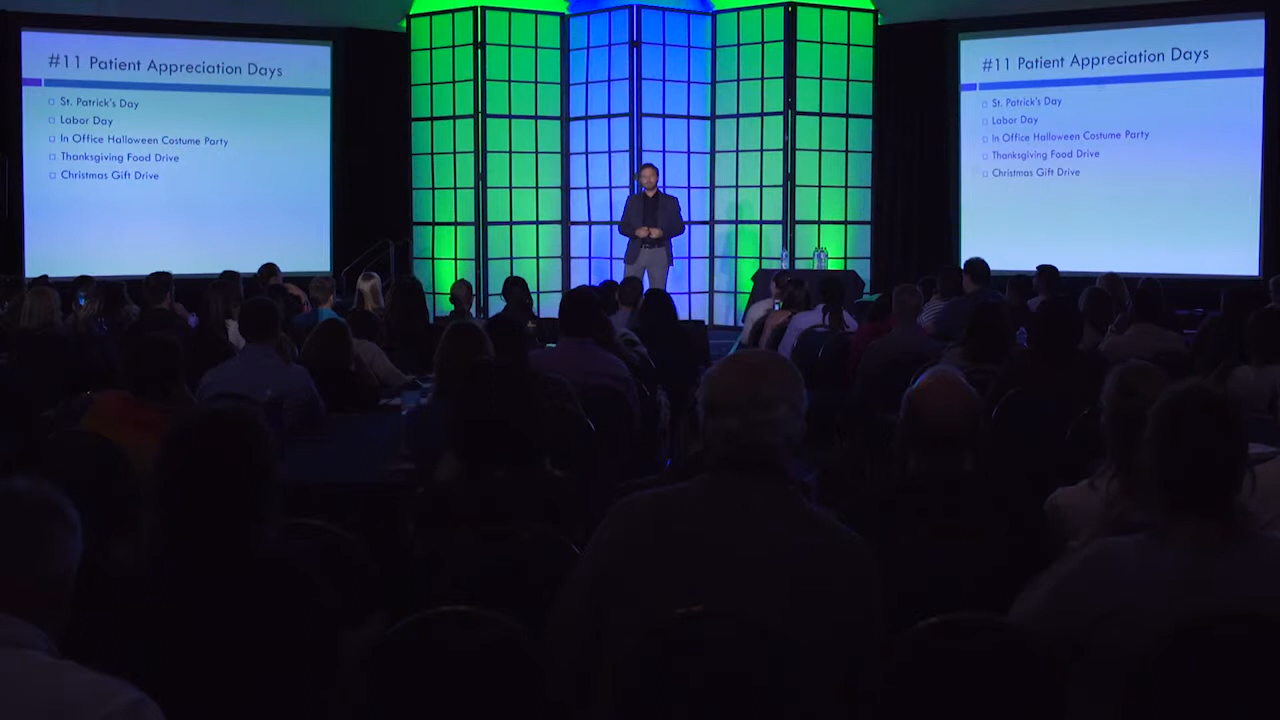 #11 Patient Appreciation Days
St. Patrick's Day
Labor Day
In Office Halloween Costume Party
Thanksgiving Food Drive
Christmas Gift Drive
#11 Patient Appreciation Days
St. Patrick's Day
Labor Day
In Office Halloween Costume Party
Thanksgiving Food Drive
Christmas Gift Drive